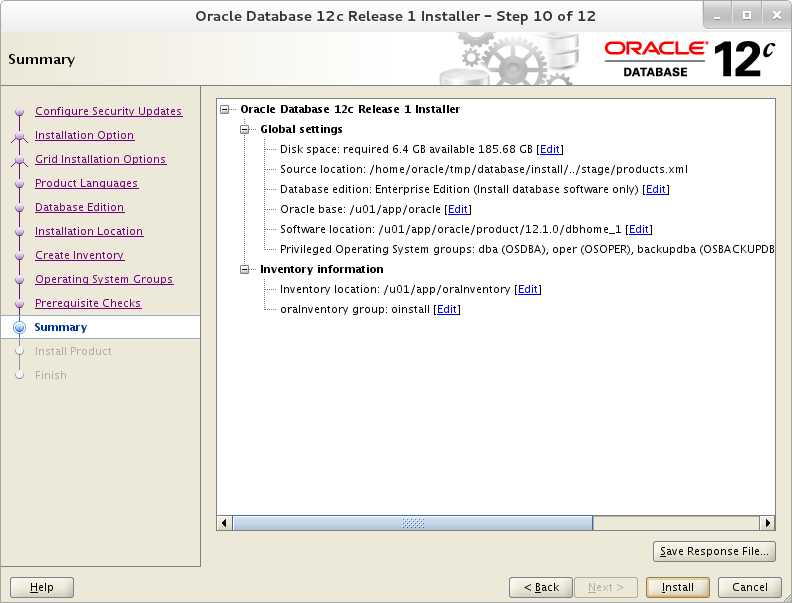 Oracle Database 12c Release 1 Installer - Step 10 of 12
Summary
ORACLE®
DATABASE
12c
Configure Security Updates
Installation Option
Grid Installation Options
Product Languages
Database Edition
Installation Location
Create Inventory
Operating System Groups
Prerequisite Checks
Summary
Install Product
Finish
Oracle Database 12c Release 1 Installer
Global settings
Disk space: required 6.4 GB available 185.68 GB [Edit]
Source location: /home/oracle/tmp/database/install/../stage/products.xml
Database edition: Enterprise Edition (Install database software only) [Edit]
Oracle base: /u01/app/oracle [Edit]
Software location: /u01/app/oracle/product/12.1.0/dbhome_1 [Edit]
Privileged Operating System groups: dba (OSDBA), oper (OSOPER), backupdba (OSBACKUPDB
Inventory information
Inventory location: /u01/app/oraInventory [Edit]
oraInventory group: oinstall [Edit]
Save Response File...
Help
< Back
Next >
Install
Cancel